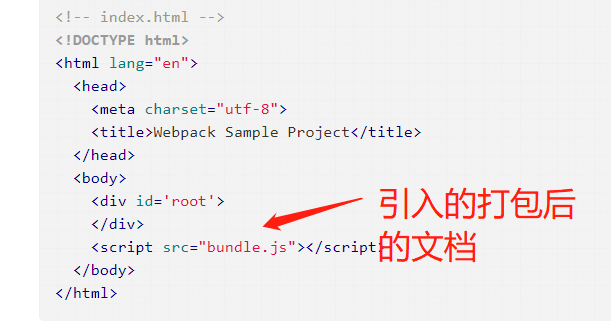 <!-- index.html -->
<!DOCTYPE html>
<html lang="en">
  <head>
    <meta charset="utf-8">
    <title>Webpack Sample Project</title>
  </head>
  <body>
    <div id='root'>
    </div>
    <script src="bundle.js"></script>
  </body>
</html>
引入的打包后
的文档